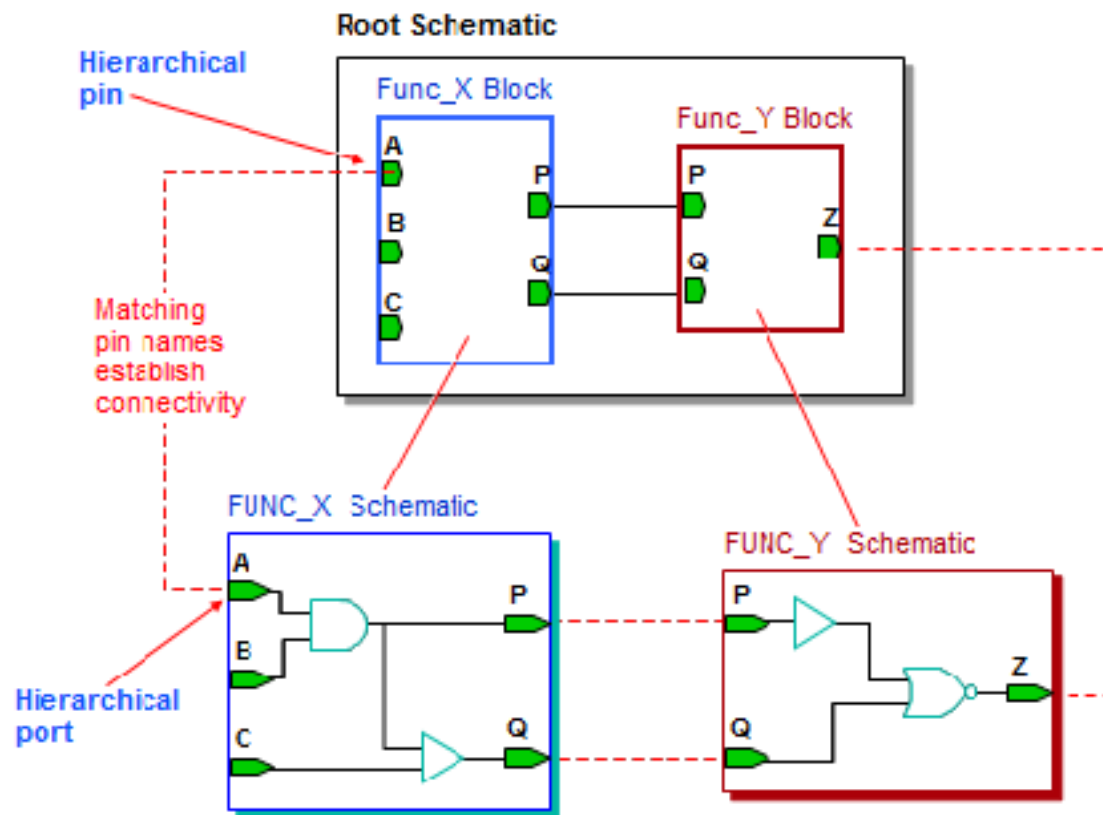 Root Schematic
Hierarchical
pin
Func_X Block
Func_Y Block
A
B
C
P
Q
P
Q
Z
Matching
pin names
establish
connectivity
FUNC_X Schematic
A
B
C
P
Q
Hierarchical
port
FUNC_Y Schematic
P
Q
Z